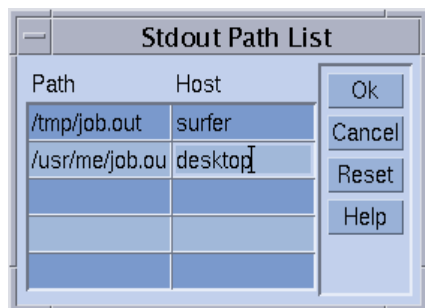 Stdout Path List
Path Host
/tmp/job.out surfer
/usr/me/job.ou desktop
Ok
Cancel
Reset
Help